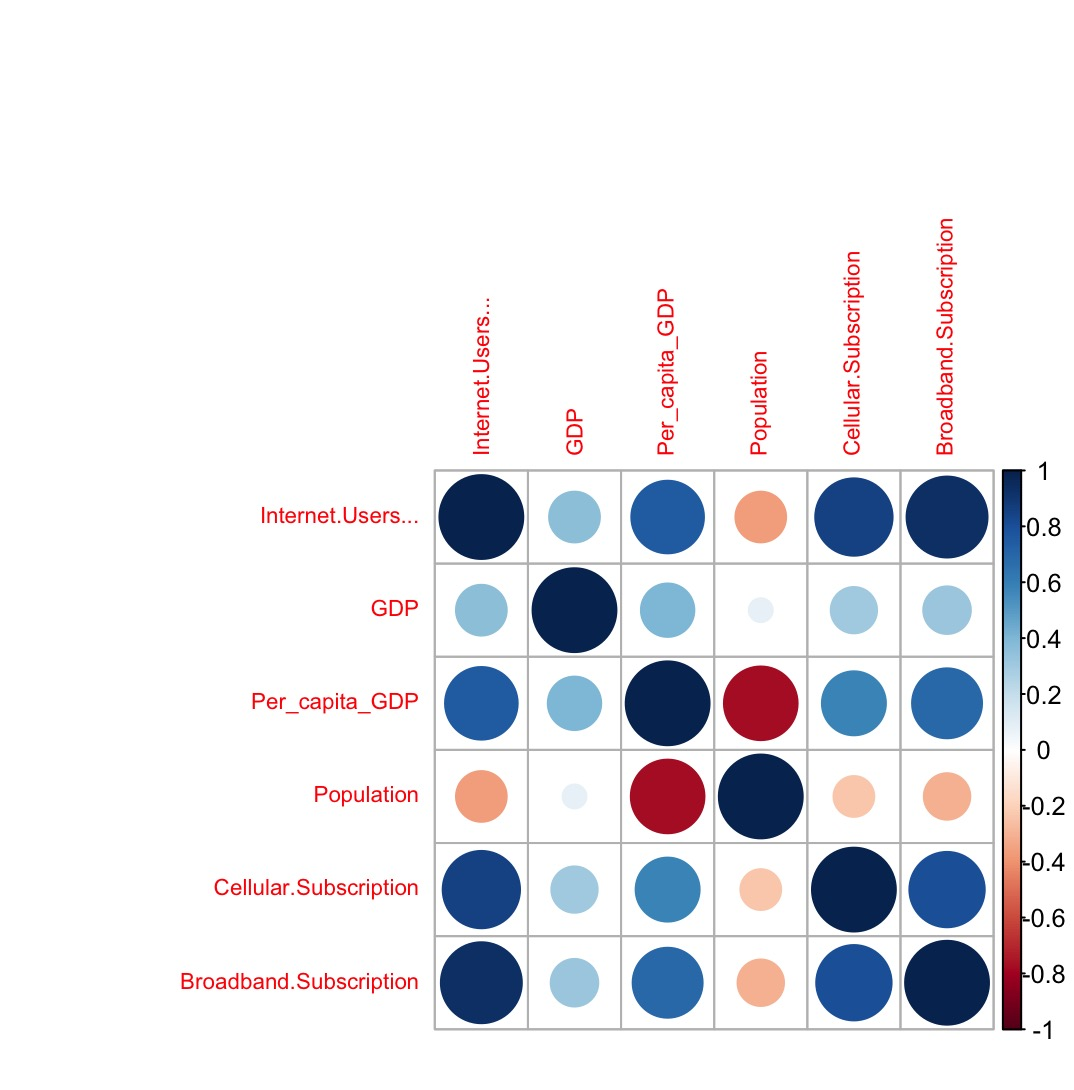 Internet.Users...
GDP
Per_capita_GDP
Population
Cellular.Subscription
Broadband.Subscription
Internet.Users...
GDP
Per_capita_GDP
Population
Cellular.Subscription
Broadband.Subscription
1
0.8
0.6
0.4
0.2
0
-0.2
-0.4
-0.6
-0.8
-1